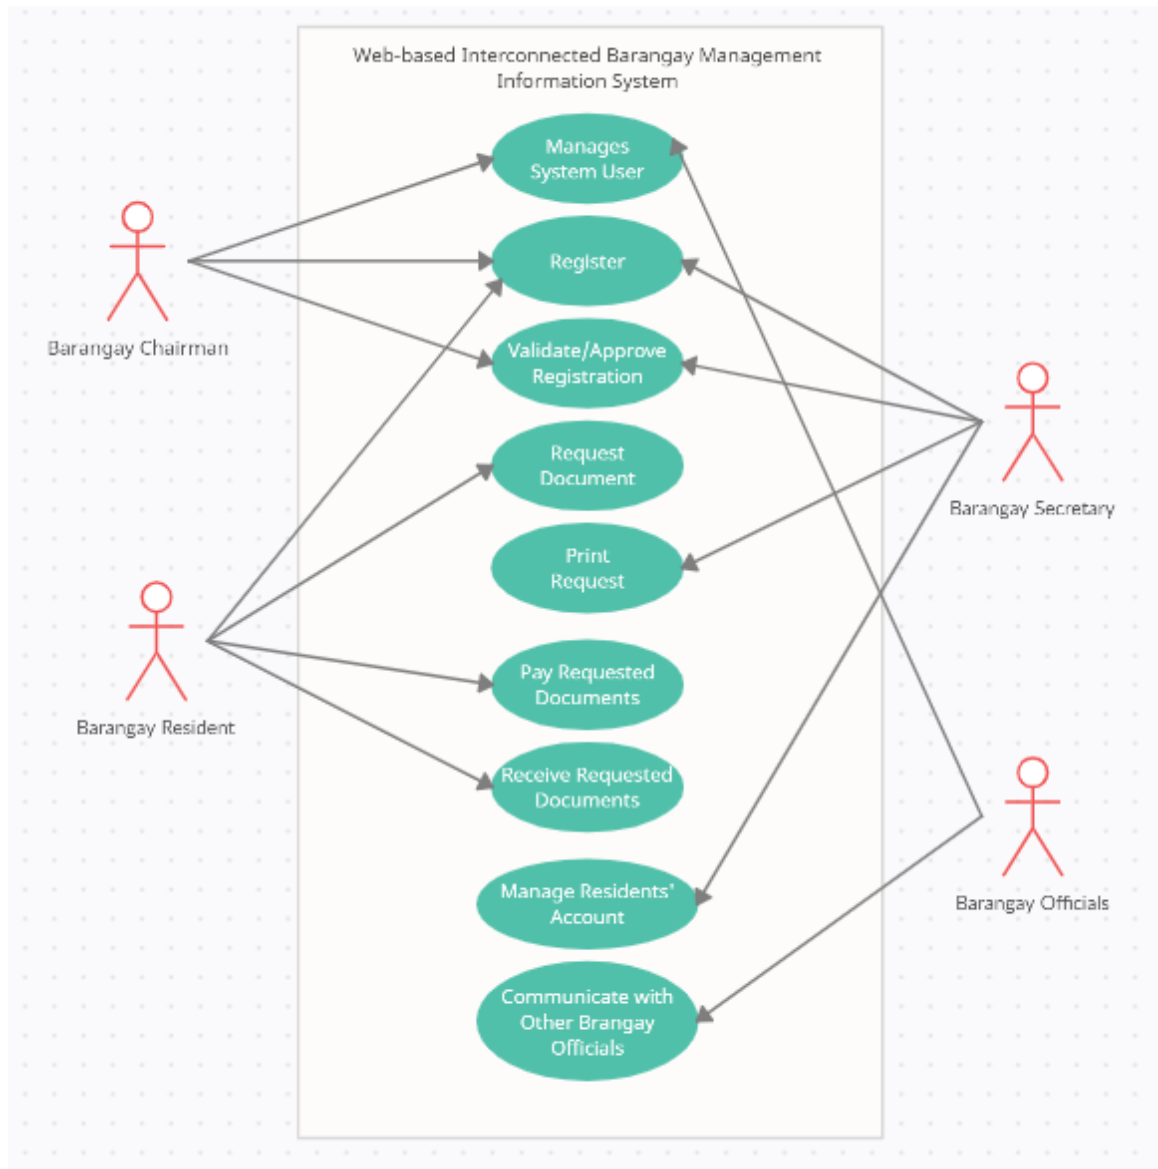 Web-based Interconnected Barangay Management
Information System
Manages
System User
Register
Validate/Approve
Registration
Request
Document
Print
Request
Pay Requested
Documents
Receive Requested
Documents
Manage Residents'
Account
Communicate with
Other Brangay
Officials
Barangay Chairman
Barangay Resident
Barangay Secretary
Barangay Officials